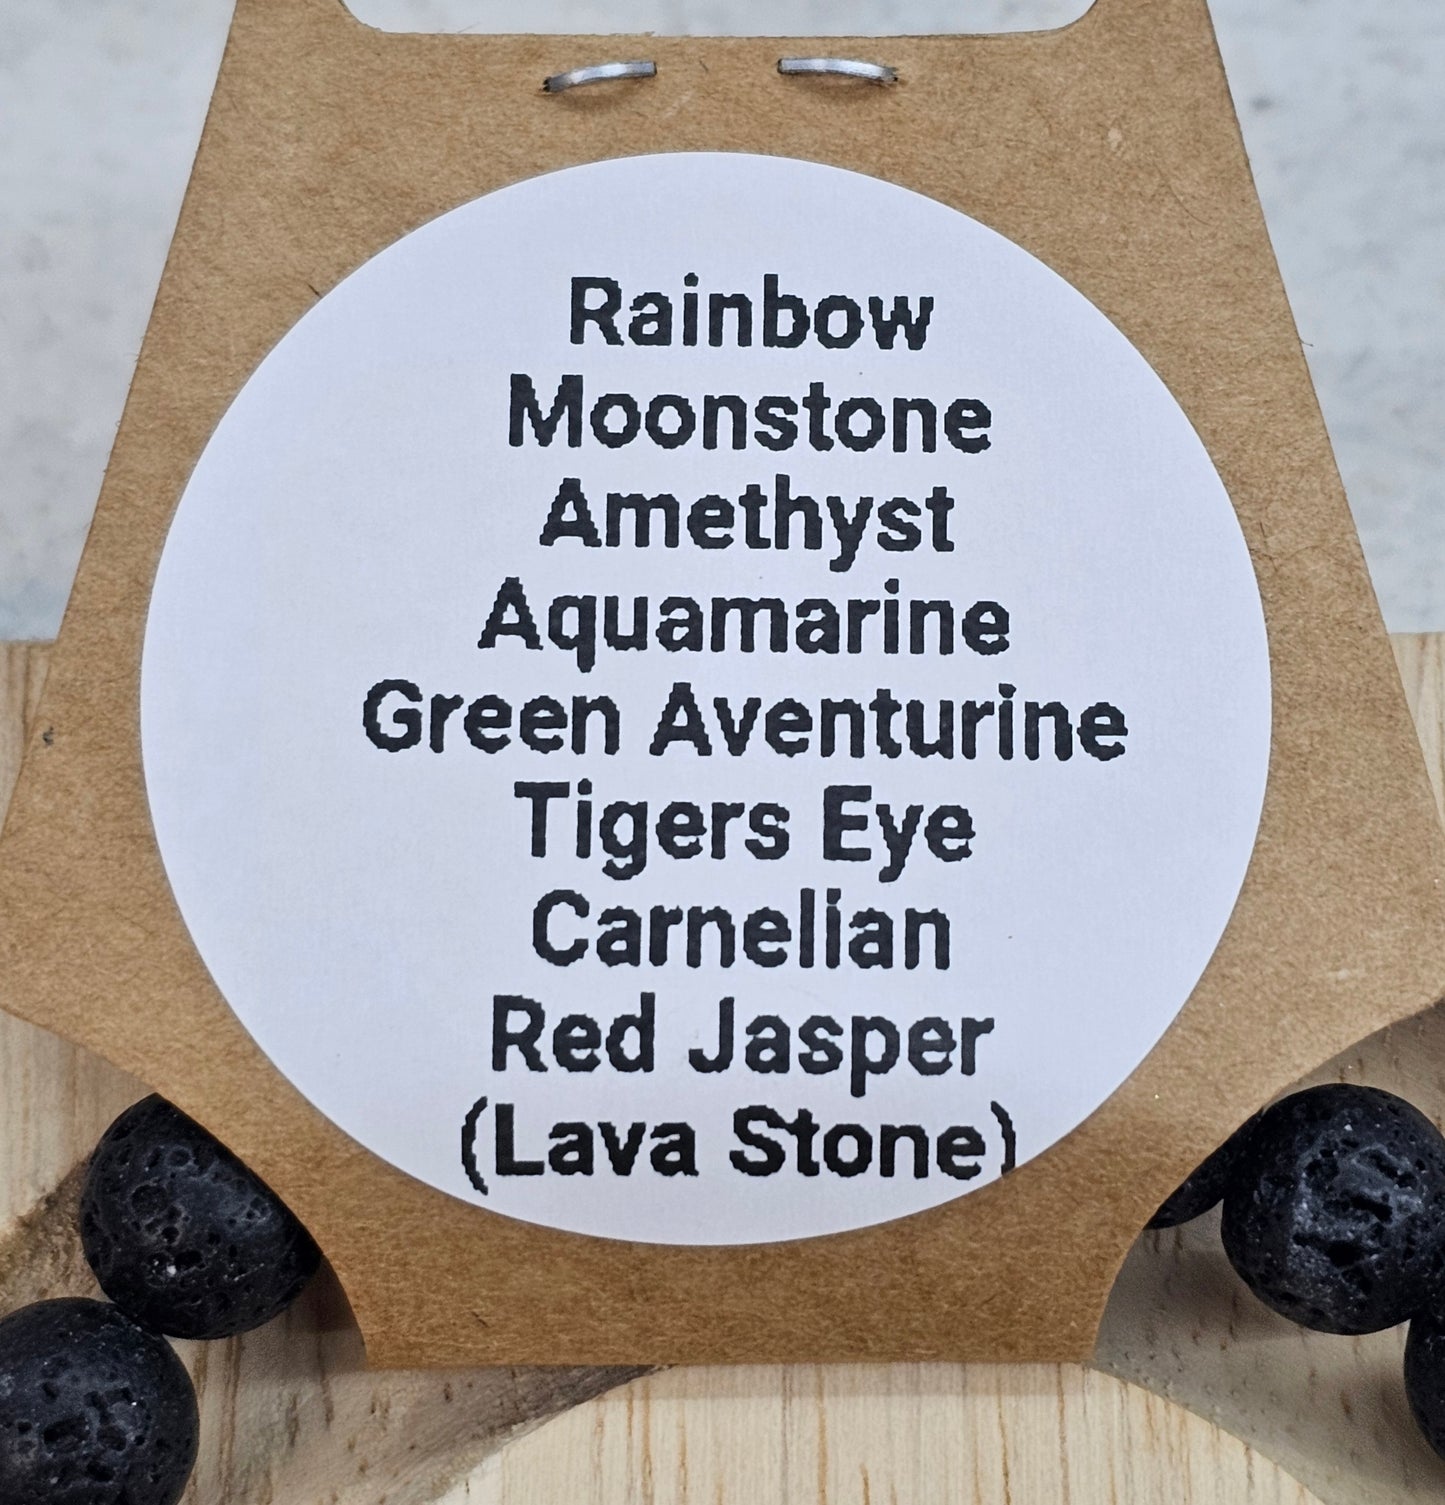 Rainbow
Moonstone
Amethyst
Aquamarine
Green Aventurine
Tigers Eye
Carnelian
Red Jasper
(Lava Stone)